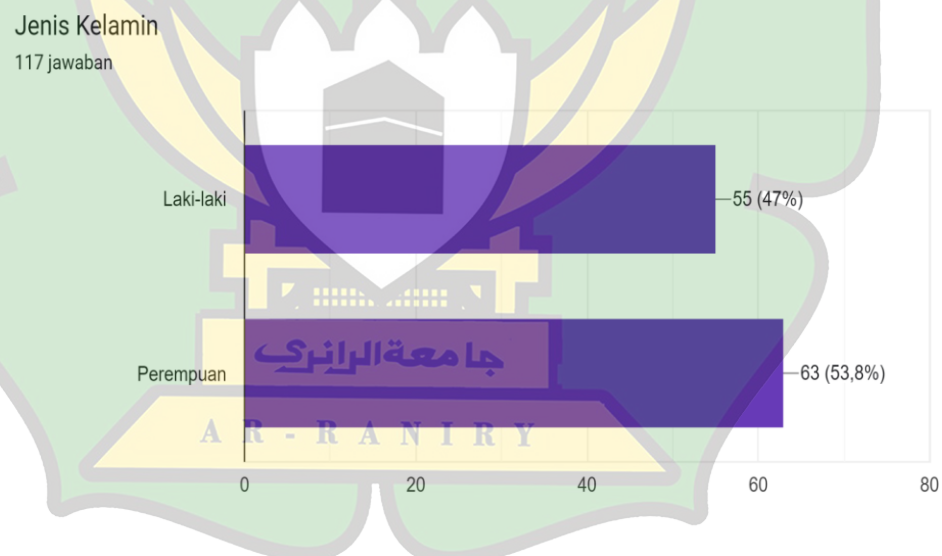 Jenis Kelamin
117 jawaban
Laki-laki
55 (47%)
جامعةالرانري
Perempuan
63 (53,8%)
AR-RANIRY
0 20 40 60 80